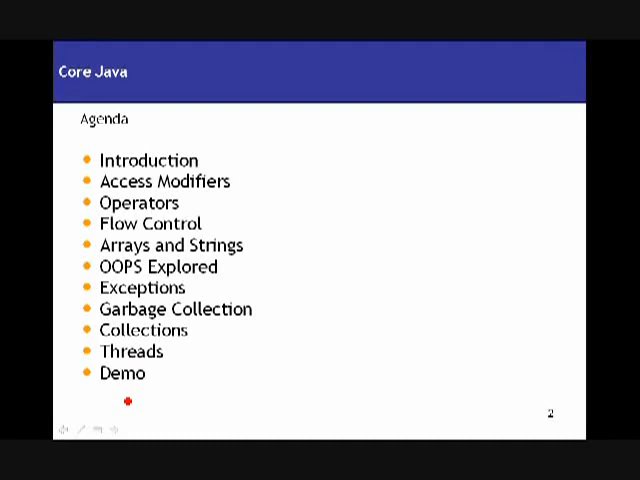 Core Java
Agenda
Introduction
Access Modifiers
Operators
Flow Control
Arrays and Strings
OOPS Explored
Exceptions
Garbage Collection
Collections
Threads
Demo
2